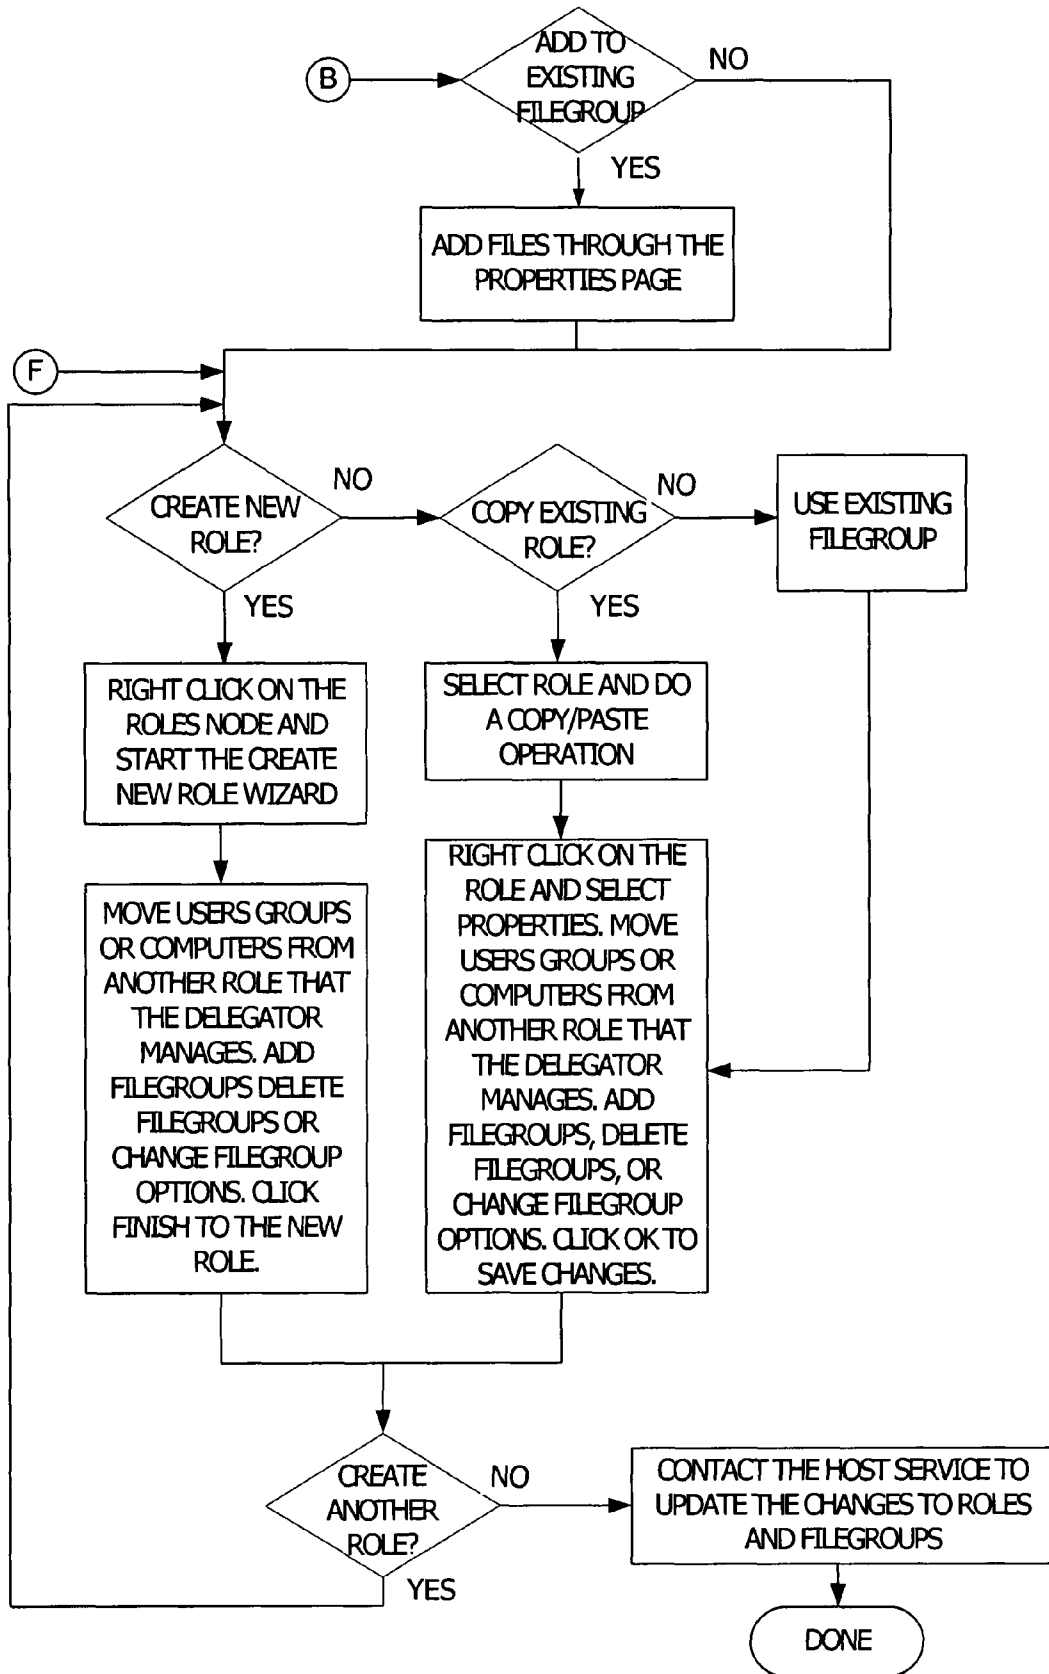 ADD TO
EXISTING
FILEGROUP
NO
B
YES
ADD FILES THROUGH THE
PROPERTIES PAGE
F
CREATE NEW
ROLE?
NO
COPY EXISTING
ROLE?
NO
USE EXISTING
FILEGROUP
YES
YES
RIGHT CLICK ON THE
ROLES NODE AND
START THE CREATE
NEW ROLE WIZARD
SELECT ROLE AND DO
A COPY/PASTE
OPERATION
MOVE USERS GROUPS
OR COMPUTERS FROM
ANOTHER ROLE THAT
THE DELEGATOR
MANAGES. ADD
FILEGROUPS DELETE
FILEGROUPS OR
CHANGE FILEGROUP
OPTIONS. CLICK
FINISH TO THE NEW
ROLE.
RIGHT CLICK ON THE
ROLE AND SELECT
PROPERTIES. MOVE
USERS GROUPS OR
COMPUTERS FROM
ANOTHER ROLE THAT
THE DELEGATOR
MANAGES. ADD
FILEGROUPS, DELETE
FILEGROUPS, OR
CHANGE FILEGROUP
OPTIONS. CLICK OK TO
SAVE CHANGES.
CREATE
ANOTHER
ROLE?
NO
YES
CONTACT THE HOST SERVICE TO
UPDATE THE CHANGES TO ROLES
AND FILEGROUPS
DONE